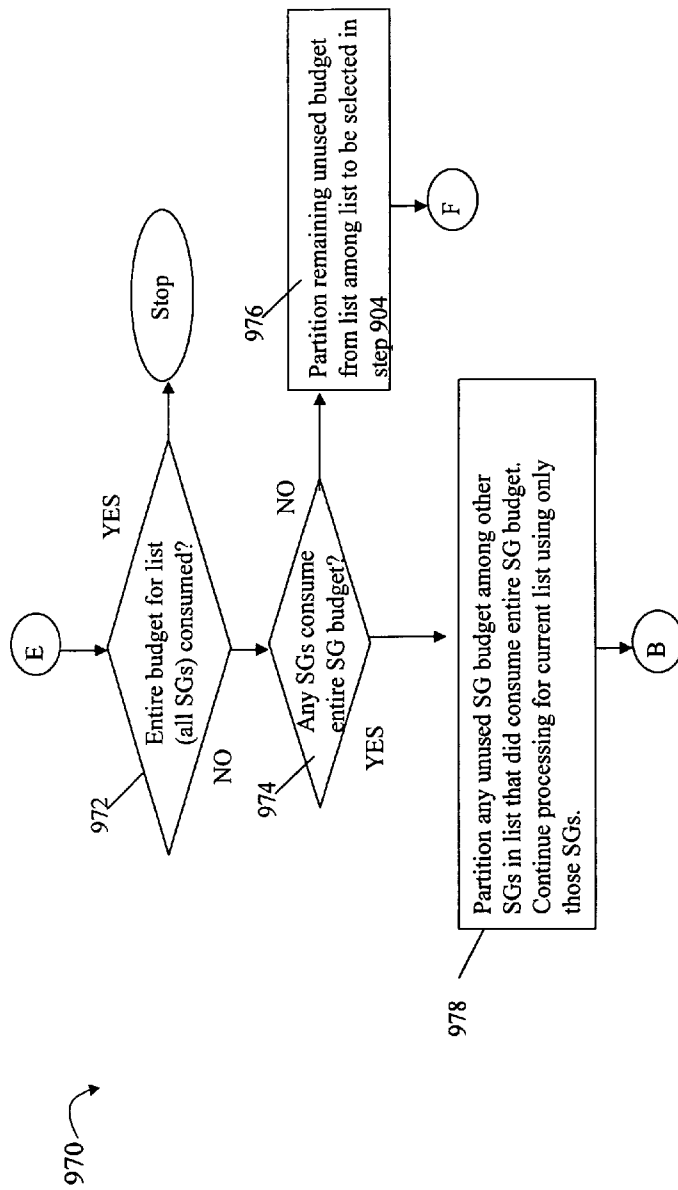 970
E
972
Entire budget for list
(all SGs) consumed?
YES
Stop
NO
974
Any SGs consume
entire SG budget?
NO
976
Partition remaining unused budget
from list among list to be selected in
step 904
F
YES
978
Partition any unused SG budget among other
SGs in list that did consume entire SG budget.
Continue processing for current list using only
those SGs.
B